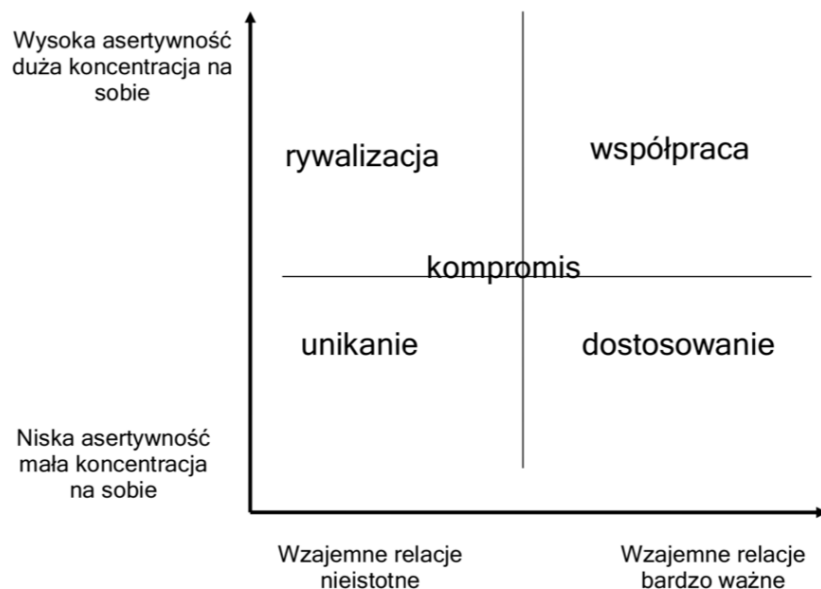 Wysoka asertywność
duża koncentracja na
sobie
rywalizacja
współpraca
kompromis
unikanie
dostosowanie
Niska asertywność
mała koncentracja
na sobie
Wzajemne relacje
nieistotne
Wzajemne relacje
bardzo ważne